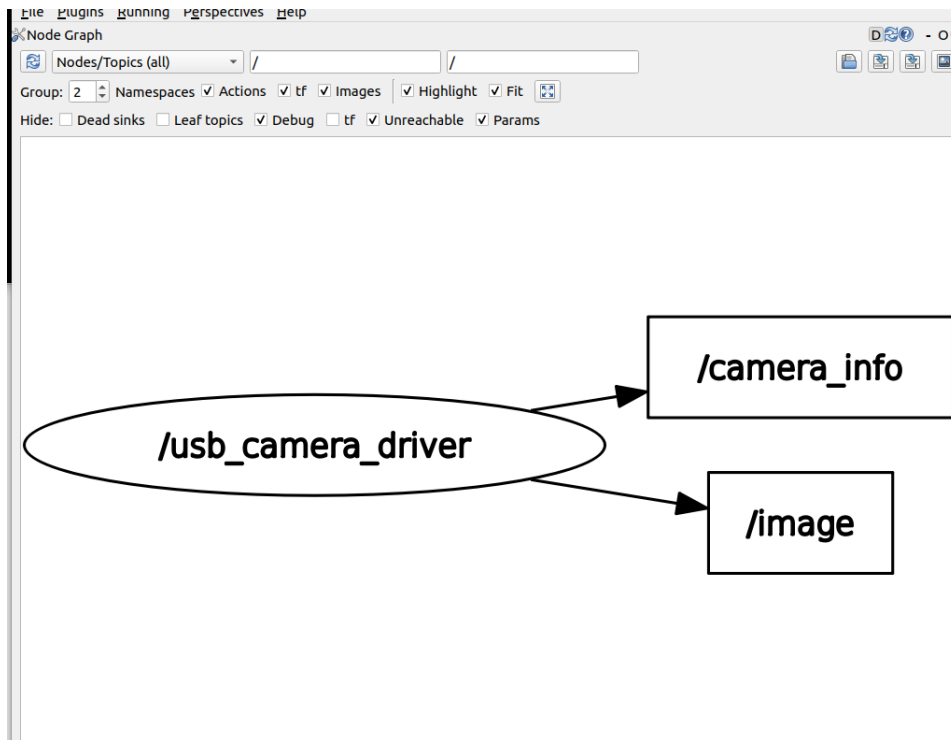 File Plugins Running Perspectives Help
Node Graph D - O
Nodes/Topics (all) / /
Group: 2 Namespaces Actions tf Images Highlight Fit
Hide: Dead sinks Leaf topics Debug tf Unreachable Params
/camera_info
/usb_camera_driver
/image